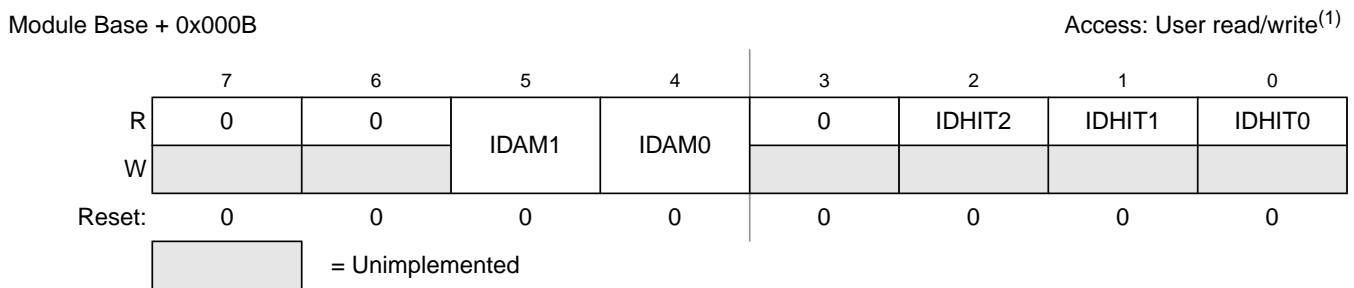 Module Base + 0x000B Access: User read/write(1)
7 6 5 4 3 2 1 0
R 0 0 IDAM1 IDAM0 0 IDHIT2 IDHIT1 IDHIT0
W
Reset: 0 0 0 0 0 0 0 0
= Unimplemented